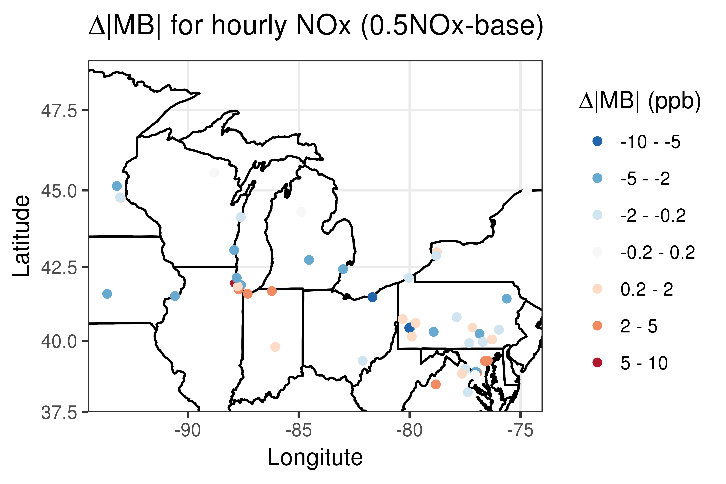 Δ|MB| for hourly NOx (0.5NOx-base)
47.5
45.0
42.5
40.0
37.5
Latitude
-90
-85
-80
-75
Longitute
Δ|MB| (ppb)
-10 - -5
-5 - -2
-2 - -0.2
-0.2 - 0.2
0.2 - 2
2 - 5
5 - 10